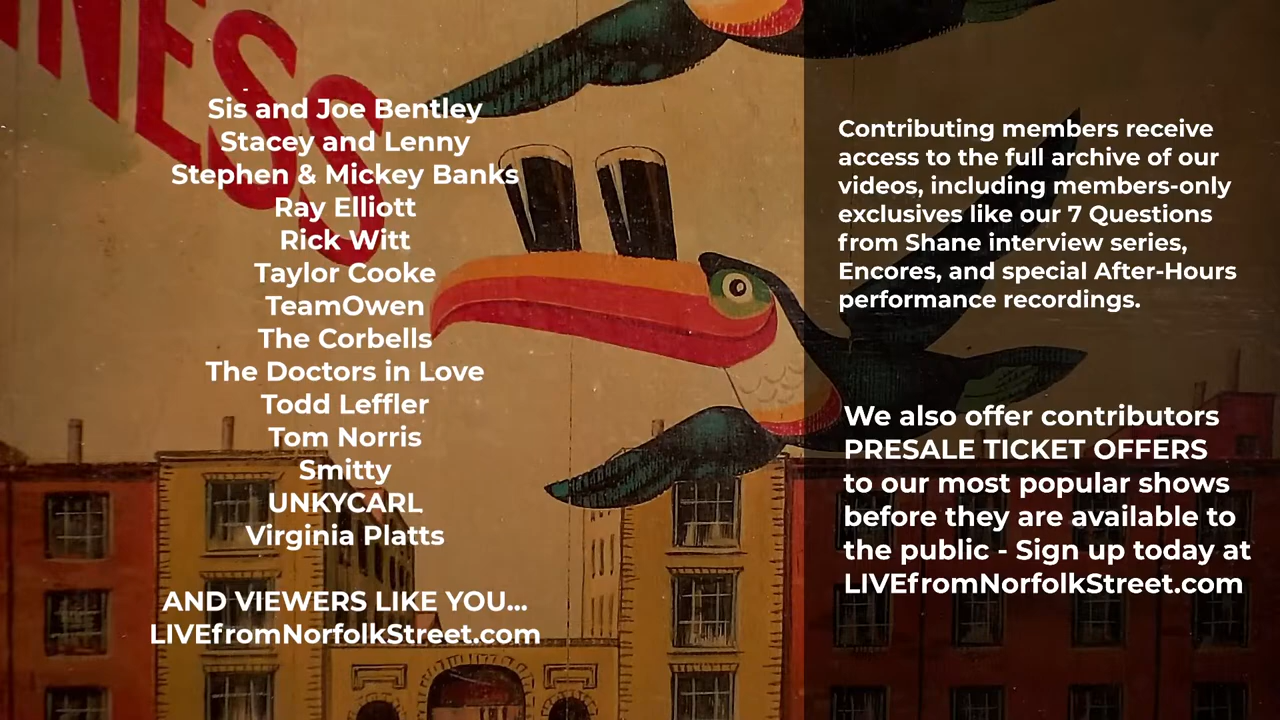 NNESS
Sis and Joe Bentley
Stacey and Lenny
Stephen & Mickey Banks
Ray Elliott
Rick Witt
Taylor Cooke
TeamOwen
The Corbells
The Doctors in Love
Todd Leffler
Tom Norris
Smitty
UNKYCARL
Virginia Platts
AND VIEWERS LIKE YOU...
LIVEfromNorfolkStreet.com
Contributing members receive
access to the full archive of our
videos, including members-only
exclusives like our 7 Questions
from Shane interview series,
Encores, and special After-Hours
performance recordings.
We also offer contributors
PRESALE TICKET OFFERS
to our most popular shows
before they are available to
the public - Sign up today at
LIVEfromNorfolkStreet.com